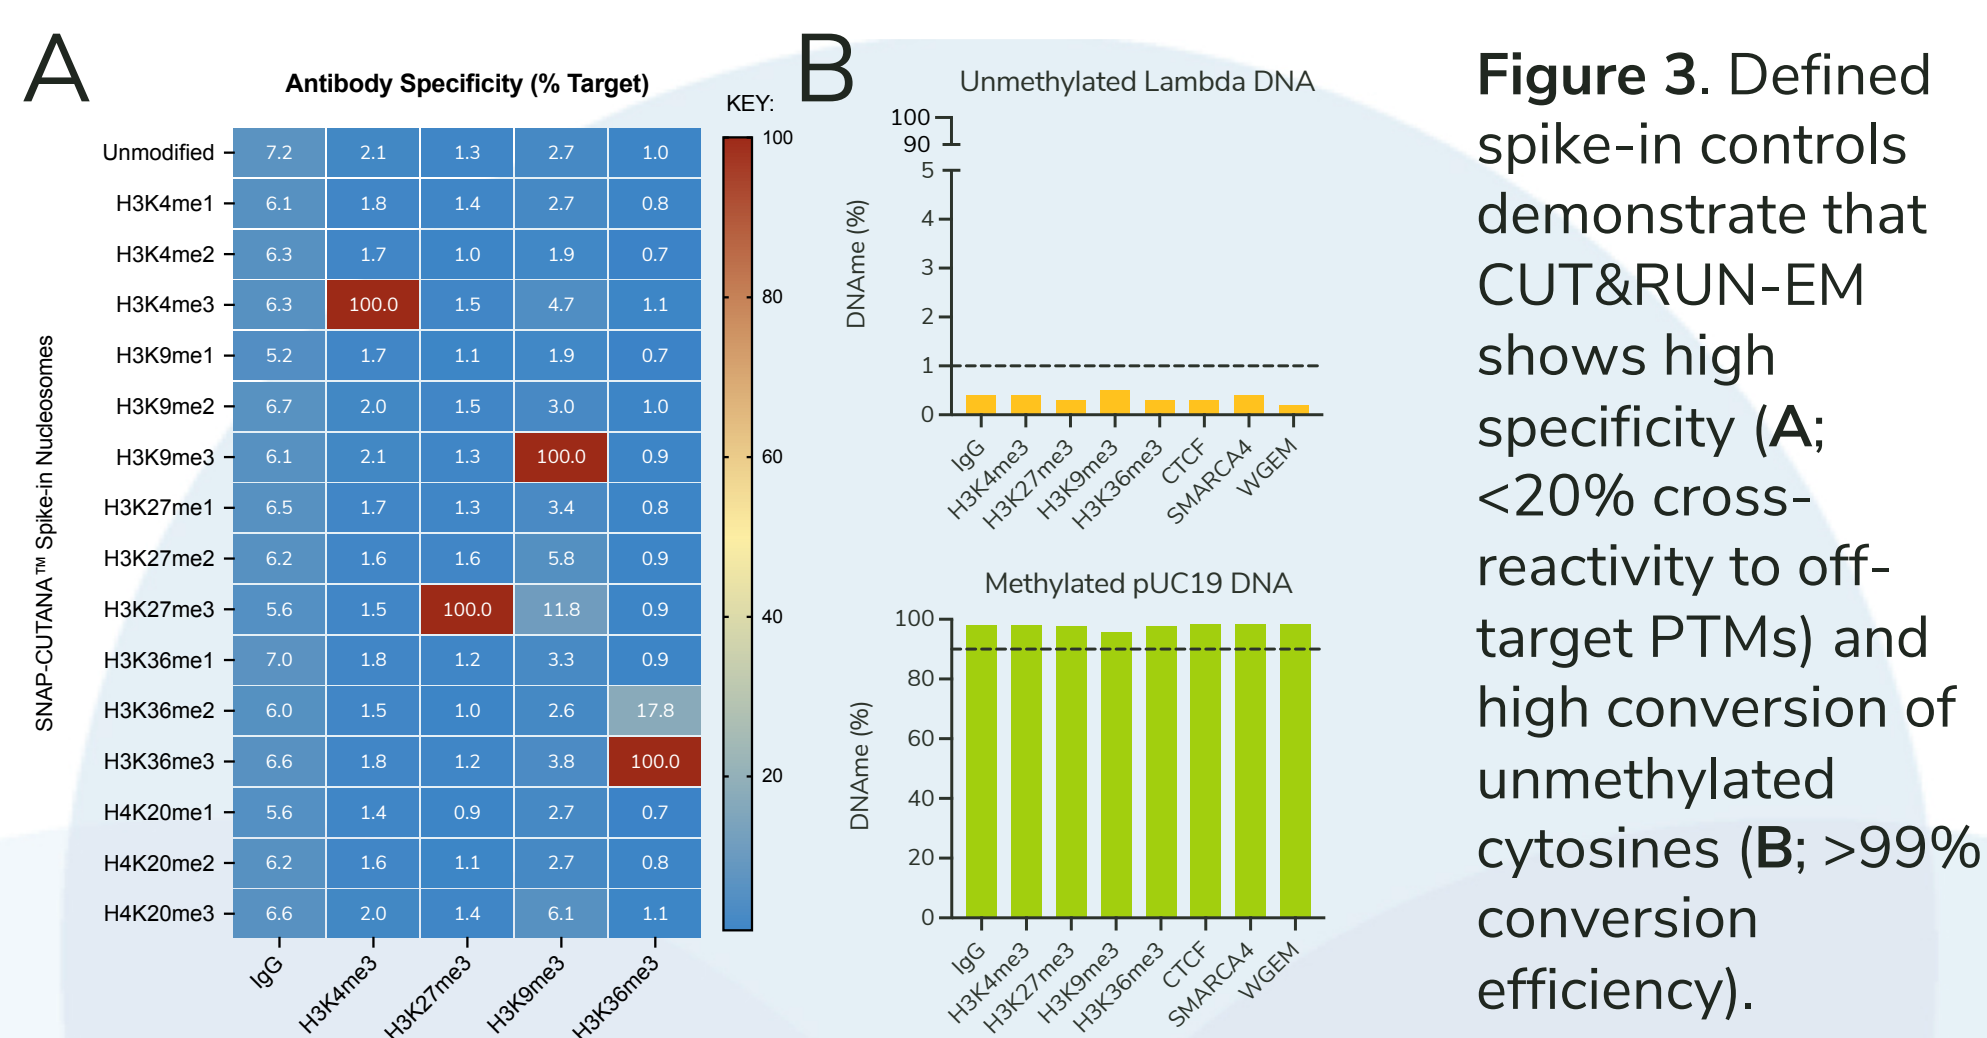 A
Antibody Specificity (% Target)
KEY:
Unmodified 7.2 2.1 1.3 2.7 1.0
H3K4me1 6.1 1.8 1.4 2.7 0.8
H3K4me2 6.3 1.7 1.0 1.9 0.7
H3K4me3 6.3 100.0 1.5 4.7 1.1
H3K9me1 5.2 1.7 1.1 1.9 0.7
H3K9me2 6.7 2.0 1.5 3.0 1.0
H3K9me3 6.1 2.1 1.3 100.0 0.9
H3K27me1 6.5 1.7 1.3 3.4 0.8
H3K27me2 6.2 1.6 1.6 5.8 0.9
H3K27me3 5.6 1.5 100.0 11.8 0.9
H3K36me1 7.0 1.8 1.2 3.3 0.9
H3K36me2 6.0 1.5 1.0 2.6 17.8
H3K36me3 6.6 1.8 1.2 3.8 100.0
H4K20me1 5.6 1.4 0.9 2.7 0.7
H4K20me2 6.2 1.6 1.1 2.7 0.8
H4K20me3 6.6 2.0 1.4 6.1 1.1
SNAP-CUTANA™ Spike-in Nucleosomes
IgG H3K4me3 H3K27me3 H3K9me3 H3K36me3
100
80
60
40
20
B
Unmethylated Lambda DNA
DNAme (%)
100
90
5
4
3
2
1
0
IgG H3K4me3 H3K27me3 H3K9me3 H3K36me3 CTCF SMARCA4 WGEM
Methylated pUC19 DNA
DNAme (%)
100
80
60
40
20
0
IgG H3K4me3 H3K27me3 H3K9me3 H3K36me3 CTCF SMARCA4 WGEM
Figure 3. Defined
spike-in controls
demonstrate that
CUT&RUN-EM
shows high
specificity (A;
<20% cross-
reactivity to off-
target PTMs) and
high conversion of
unmethylated
cytosines (B; >99%
conversion
efficiency).